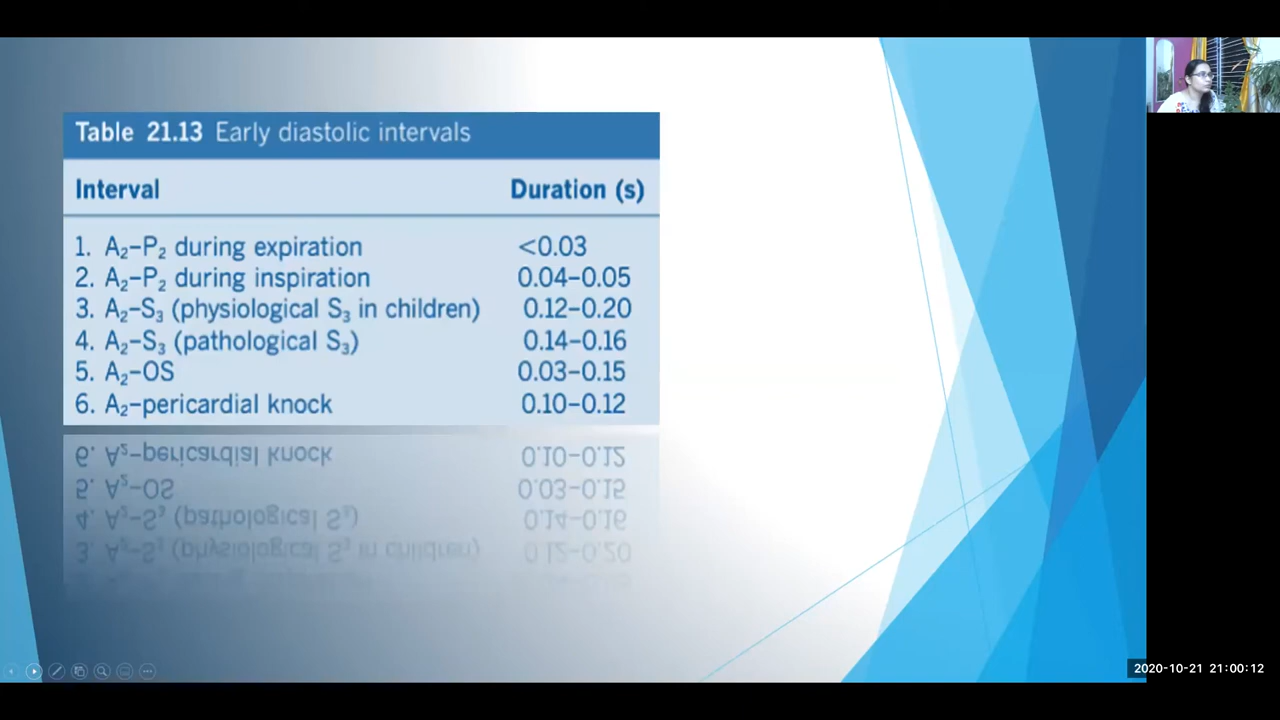 Table 21.13 Early diastolic intervals
Interval Duration (s)
1. A₂–P₂ during expiration <0.03
2. A₂–P₂ during inspiration 0.04–0.05
3. A₂–S₃ (physiological S₃ in children) 0.12–0.20
4. A₂–S₃ (pathological S₃) 0.14–0.16
5. A₂–OS 0.03–0.15
6. A₂–pericardial knock 0.10–0.12
2020-10-21 21:00:12